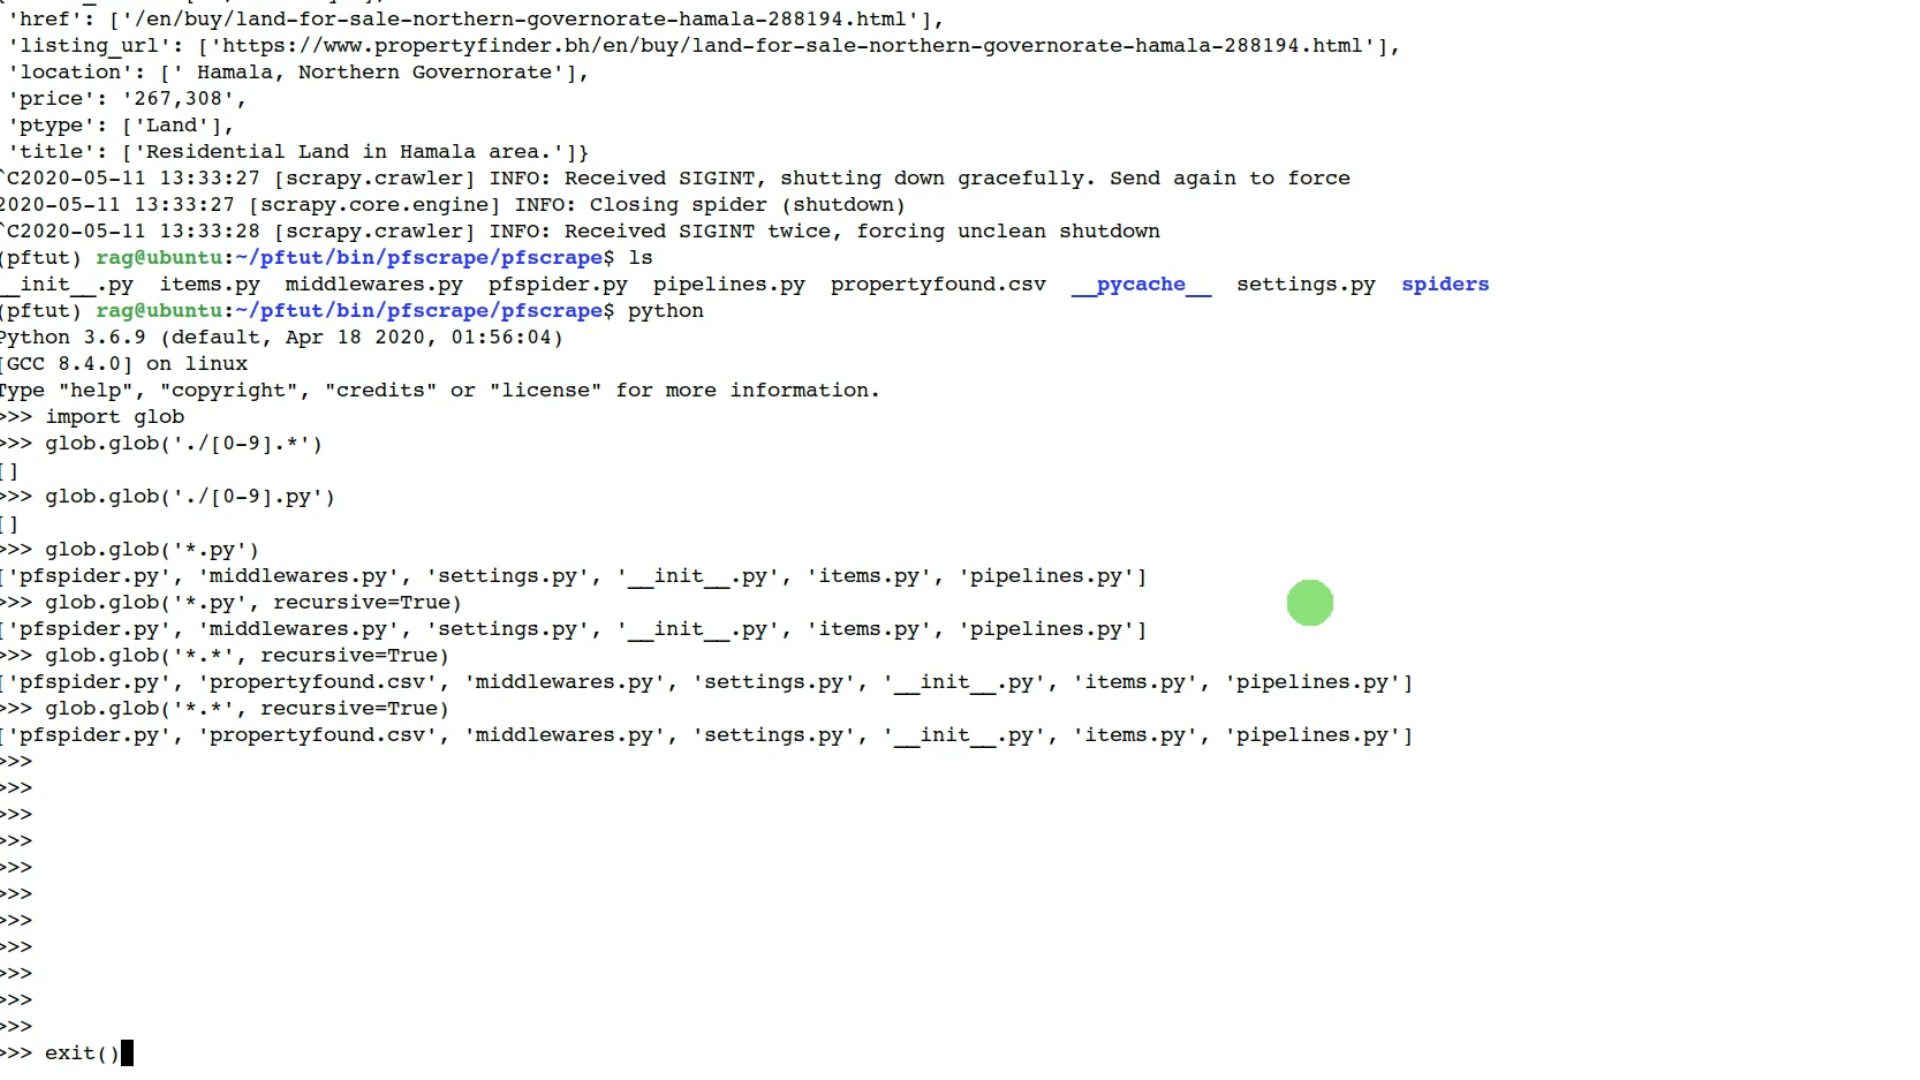 'href': ['/en/buy/land-for-sale-northern-governorate-hamala-288194.html'],
'listing_url': ['https://www.propertyfinder.bh/en/buy/land-for-sale-northern-governorate-hamala-288194.html'],
'location': [' Hamala, Northern Governorate'],
'price': '267,308',
'ptype': ['Land'],
'title': ['Residential Land in Hamala area.']}
^C2020-05-11 13:33:27 [scrapy.crawler] INFO: Received SIGINT, shutting down gracefully. Send again to force
2020-05-11 13:33:27 [scrapy.core.engine] INFO: Closing spider (shutdown)
^C2020-05-11 13:33:28 [scrapy.crawler] INFO: Received SIGINT twice, forcing unclean shutdown
(pftut) rag@ubuntu:~/pftut/bin/pfscrape/pfscrape$ ls
__init__.py  items.py  middlewares.py  pfspider.py  pipelines.py  propertyfound.csv  __pycache__  settings.py  spiders
(pftut) rag@ubuntu:~/pftut/bin/pfscrape/pfscrape$ python
Python 3.6.9 (default, Apr 18 2020, 01:56:04)
[GCC 8.4.0] on linux
Type "help", "copyright", "credits" or "license" for more information.
>>> import glob
>>> glob.glob('./[0-9].*')
[]
>>> glob.glob('./[0-9].py')
[]
>>> glob.glob('*.py')
['pfspider.py', 'middlewares.py', 'settings.py', '__init__.py', 'items.py', 'pipelines.py']
>>> glob.glob('*.py', recursive=True)
['pfspider.py', 'middlewares.py', 'settings.py', '__init__.py', 'items.py', 'pipelines.py']
>>> glob.glob('*.*', recursive=True)
['pfspider.py', 'propertyfound.csv', 'middlewares.py', 'settings.py', '__init__.py', 'items.py', 'pipelines.py']
>>> glob.glob('*.*', recursive=True)
['pfspider.py', 'propertyfound.csv', 'middlewares.py', 'settings.py', '__init__.py', 'items.py', 'pipelines.py']
>>>
>>>
>>>
>>>
>>>
>>>
>>>
>>>
>>>
>>>
>>>
>>> exit()